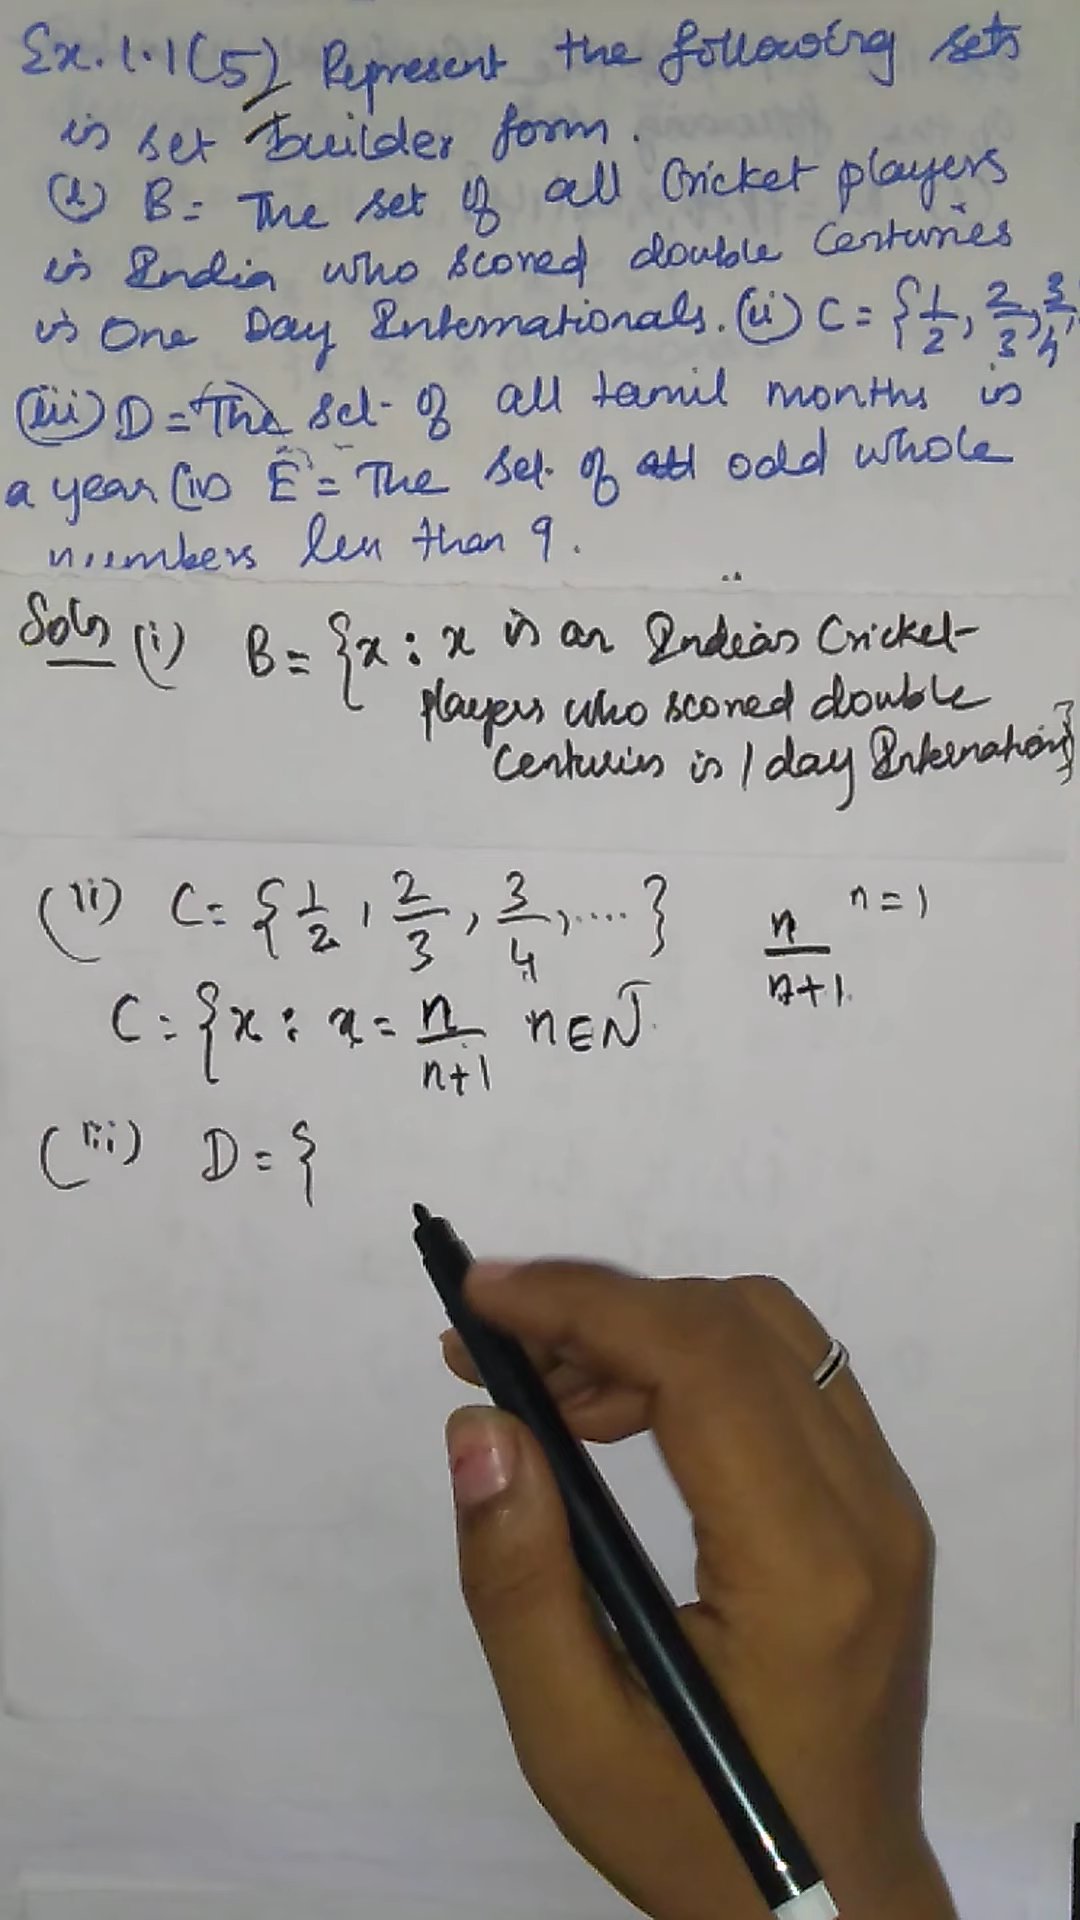 Ex. 1.1(5) Represent the following sets
in set builder form.
(i) B = The set of all Cricket players
in India who scored double Centuries
in One Day Internationals. (ii) C = {1/2, 2/3, 3/4,
(iii) D = The set of all tamil months in
a year (iv) E = The set of all odd whole
numbers less than 9.
Soln (i) B = {x : x is an Indian Cricket
players who scored double
Centuries in 1 day Internation}
(ii) C = {1/2, 2/3, 3/4, .... } n/n+1 n=1
C = {x : x = n/n+1 n∈N
(iii) D = {